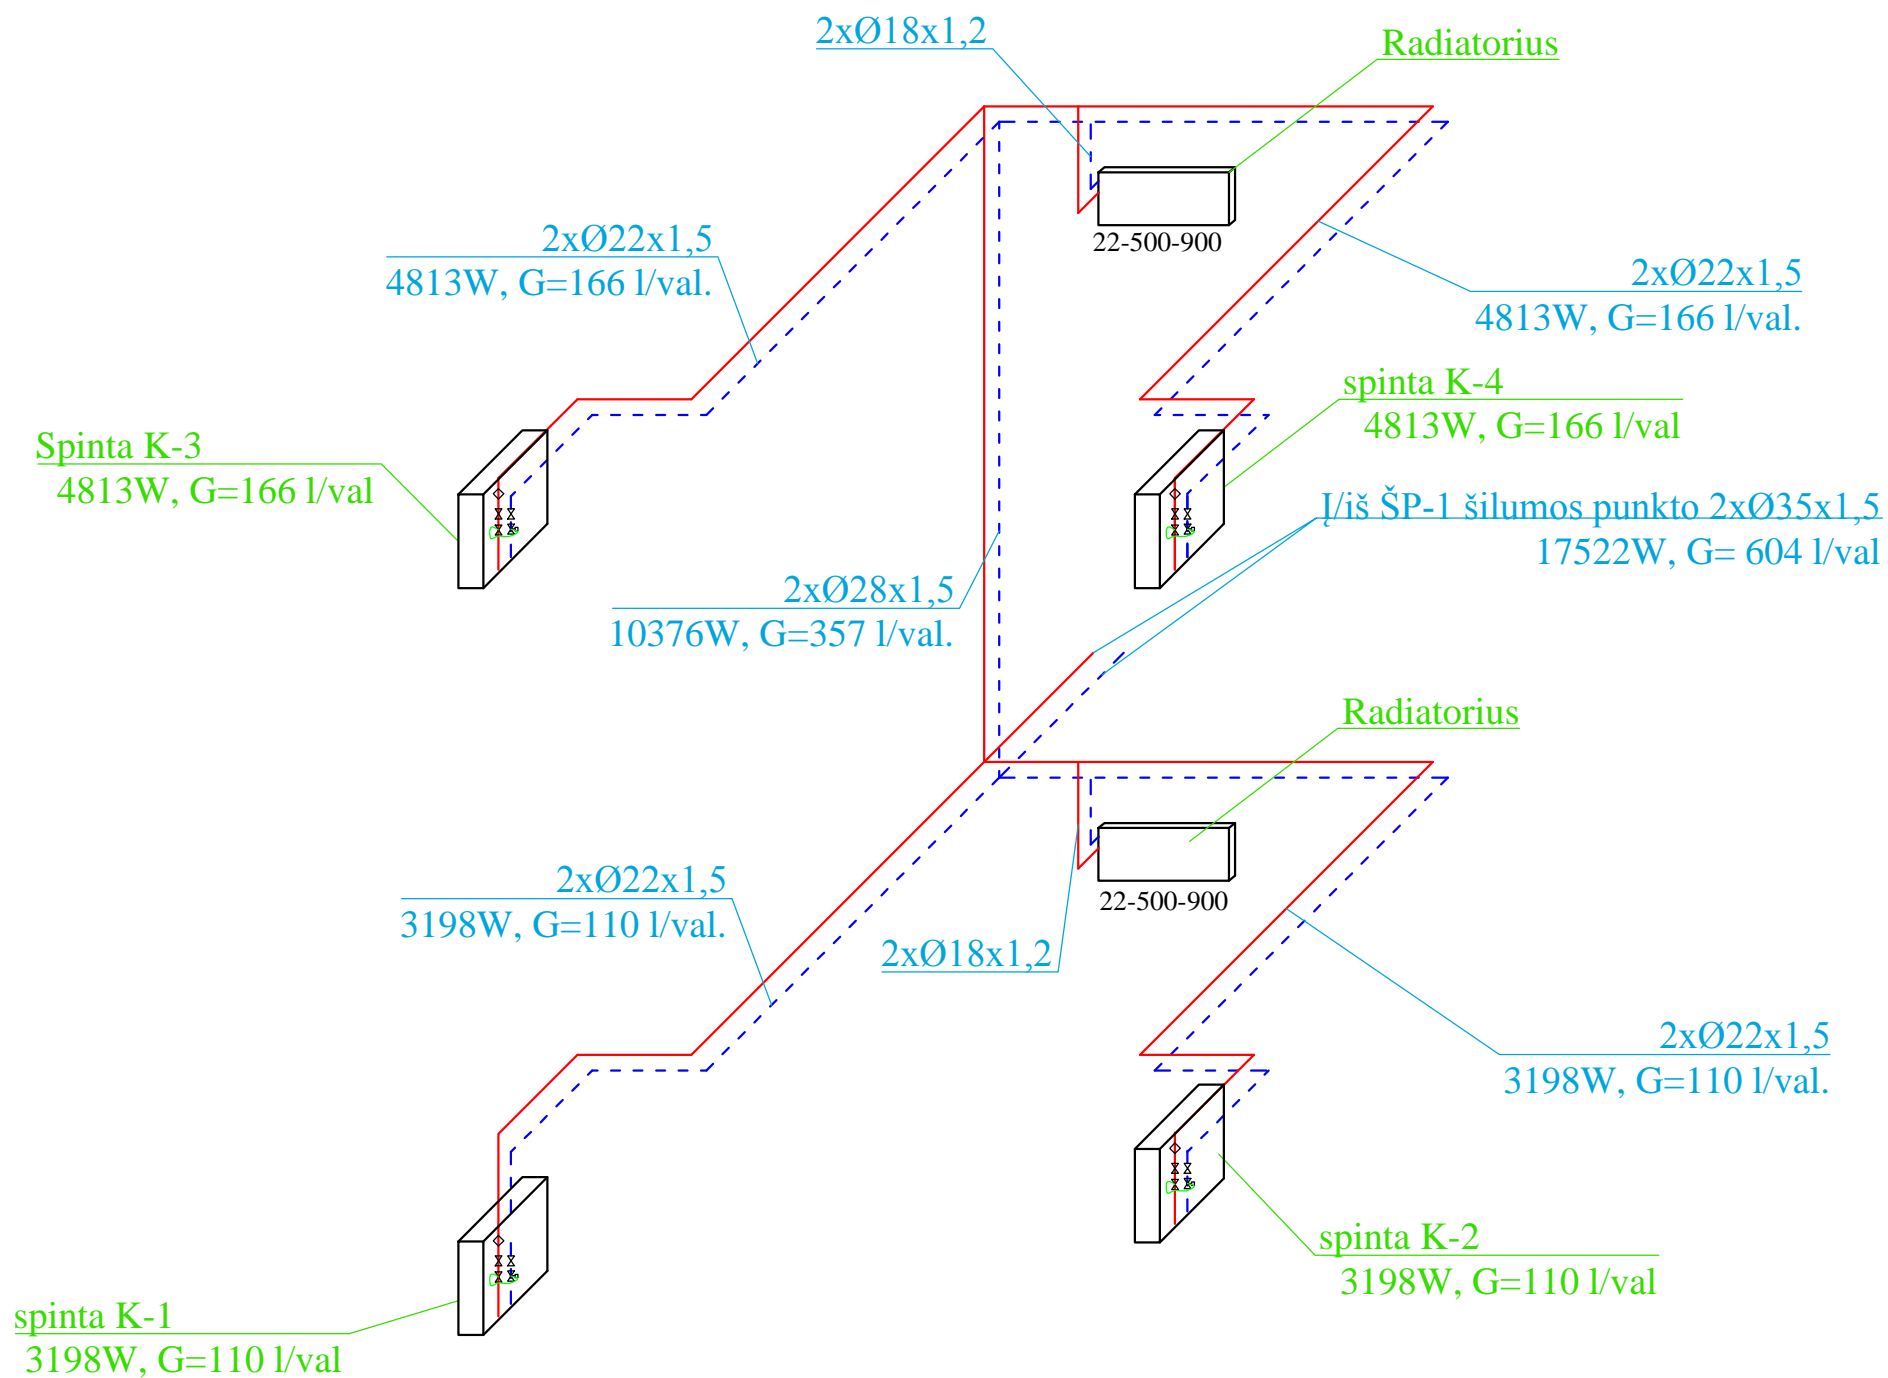 2xØ18x1,2
Radiatorius
22-500-900
2xØ22x1,5
4813W, G=166 l/val.
2xØ22x1,5
4813W, G=166 l/val.
spinta K-4
4813W, G=166 l/val
Spinta K-3
4813W, G=166 l/val
Į/iš ŠP-1 šilumos punkto 2xØ35x1,5
17522W, G= 604 l/val
2xØ28x1,5
10376W, G=357 l/val.
Radiatorius
22-500-900
2xØ22x1,5
3198W, G=110 l/val.
2xØ18x1,2
2xØ22x1,5
3198W, G=110 l/val.
spinta K-2
3198W, G=110 l/val
spinta K-1
3198W, G=110 l/val